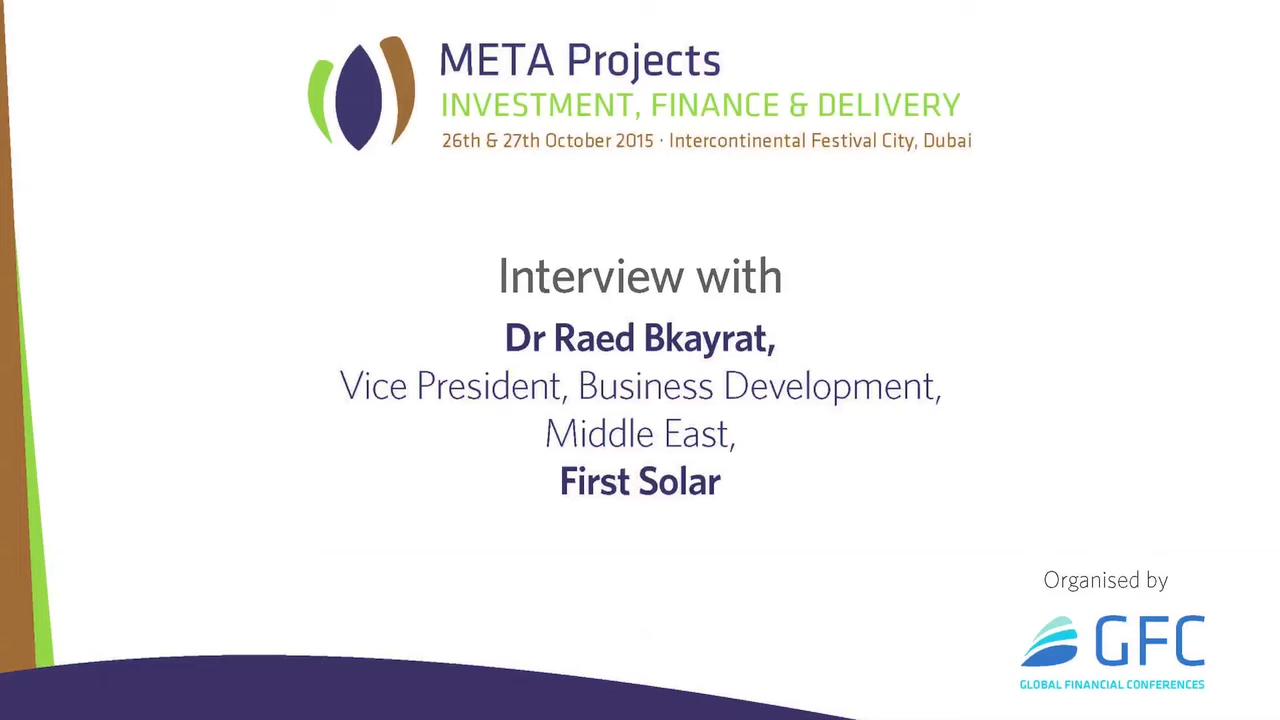 META Projects
INVESTMENT, FINANCE & DELIVERY
26th & 27th October 2015 · Intercontinental Festival City, Dubai
Interview with
Dr Raed Bkayrat,
Vice President, Business Development,
Middle East,
First Solar
Organised by
GFC
GLOBAL FINANCIAL CONFERENCES